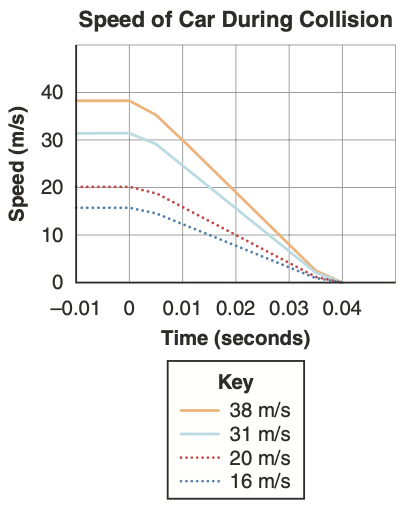 Speed of Car During Collision
Speed (m/s)
40
30
20
10
0
–0.01 0 0.01 0.02 0.03 0.04
Time (seconds)
Key
38 m/s
31 m/s
20 m/s
16 m/s